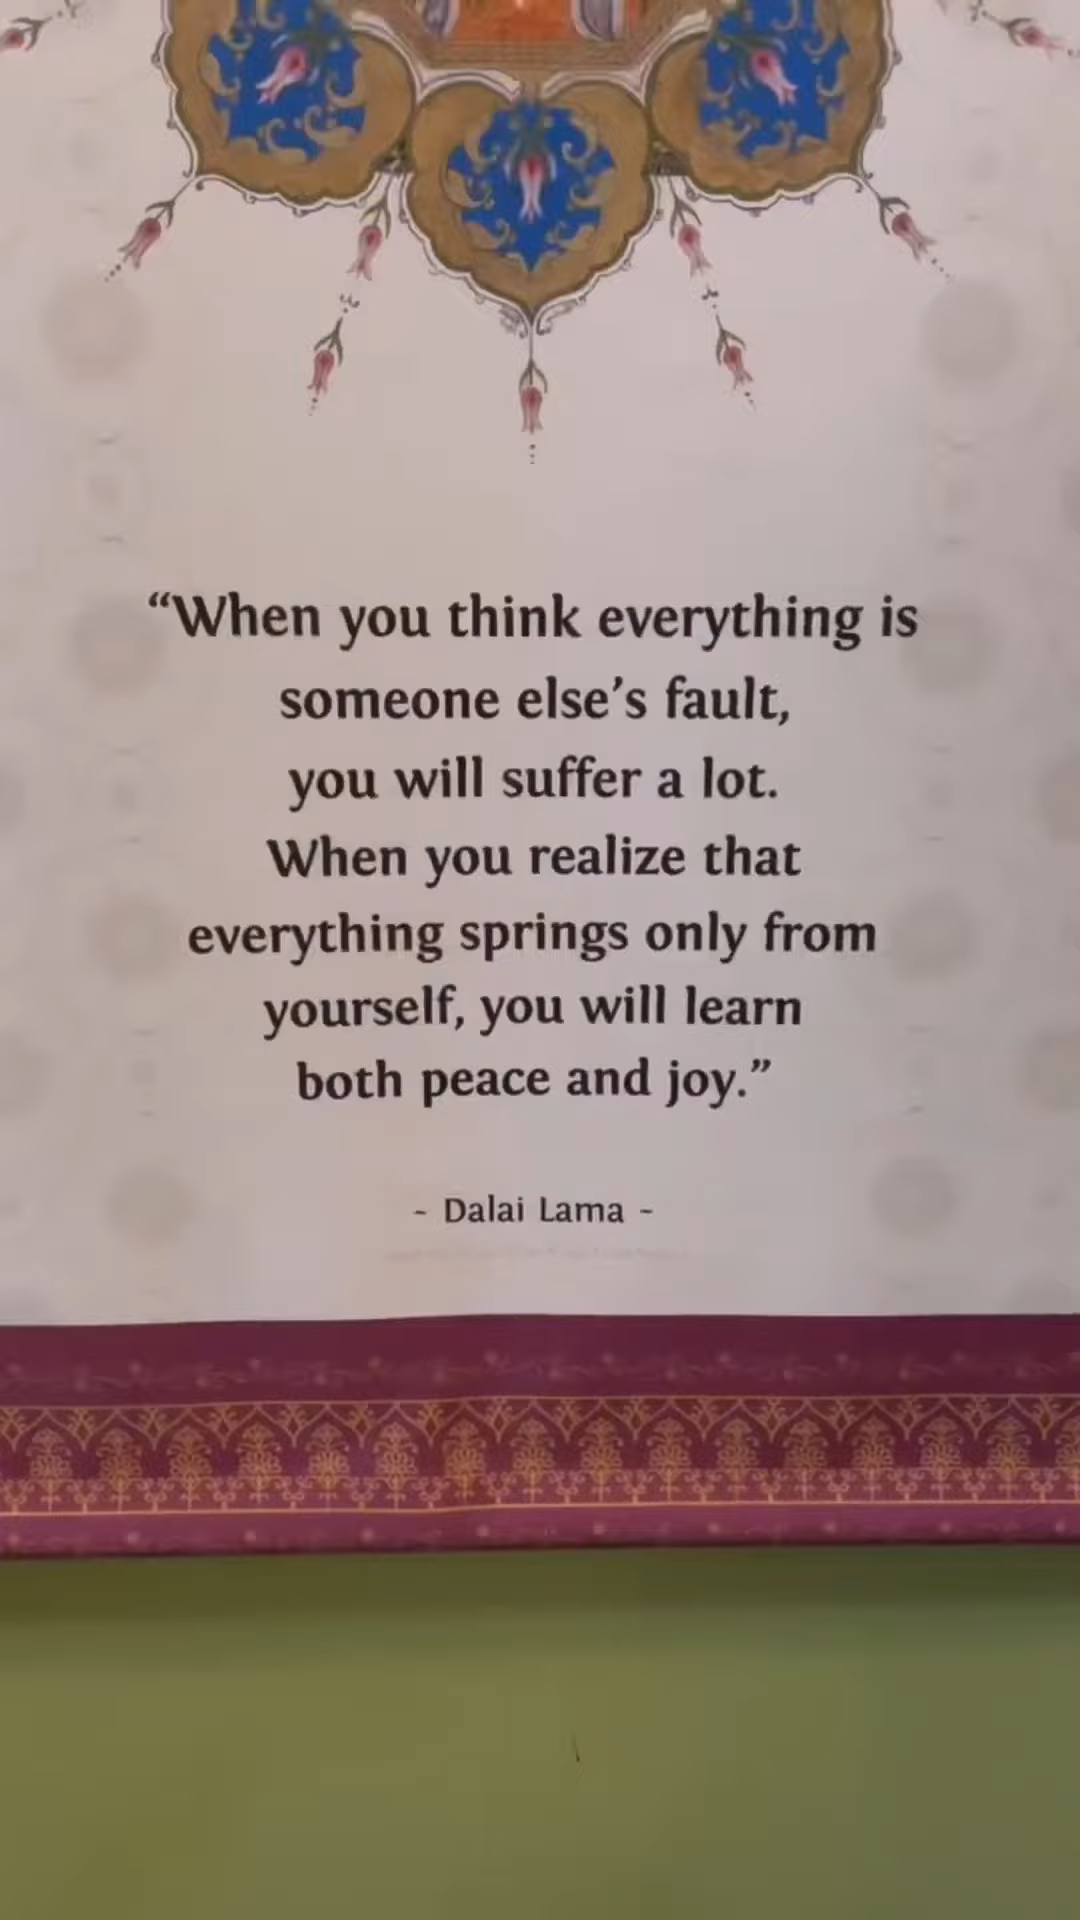 “When you think everything is
someone else’s fault,
you will suffer a lot.
When you realize that
everything springs only from
yourself, you will learn
both peace and joy.”
- Dalai Lama -